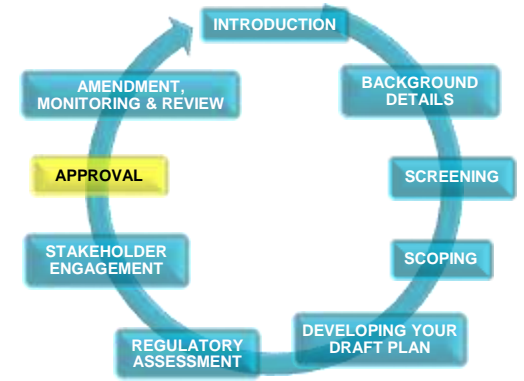 INTRODUCTION
BACKGROUND
DETAILS
SCREENING
SCOPING
DEVELOPING YOUR
DRAFT PLAN
REGULATORY
ASSESSMENT
STAKEHOLDER
ENGAGEMENT
APPROVAL
AMENDMENT,
MONITORING & REVIEW